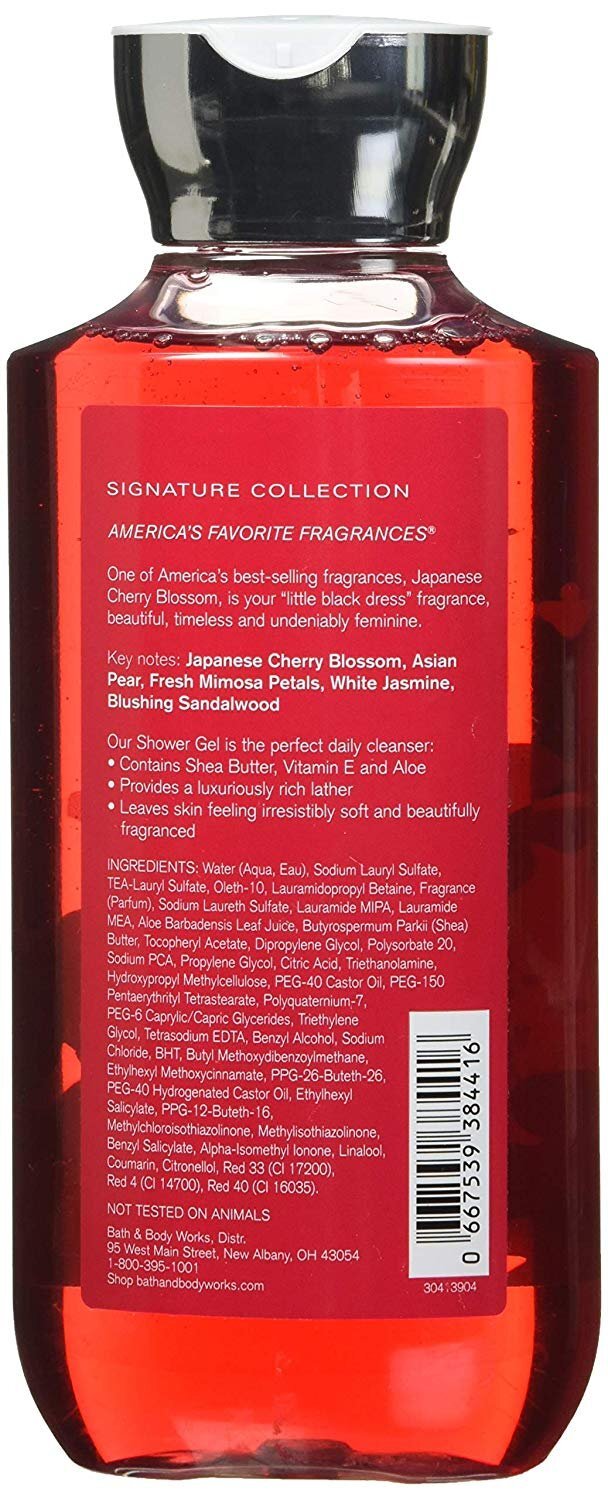 SIGNATURE COLLECTION
AMERICA'S FAVORITE FRAGRANCES®
One of America's best-selling fragrances, Japanese
Cherry Blossom, is your "little black dress" fragrance,
beautiful, timeless and undeniably feminine.
Key notes: Japanese Cherry Blossom, Asian
Pear, Fresh Mimosa Petals, White Jasmine,
Blushing Sandalwood
Our Shower Gel is the perfect daily cleanser:
• Contains Shea Butter, Vitamin E and Aloe
• Provides a luxuriously rich lather
• Leaves skin feeling irresistibly soft and beautifully
fragranced
INGREDIENTS: Water (Aqua, Eau), Sodium Lauryl Sulfate,
TEA-Lauryl Sulfate, Oleth-10, Lauramidopropyl Betaine, Fragrance
(Parfum), Sodium Laureth Sulfate, Lauramide MIPA, Lauramide
MEA, Aloe Barbadensis Leaf Juice, Butyrospermum Parkii (Shea)
Butter, Tocopheryl Acetate, Dipropylene Glycol, Polysorbate 20,
Sodium PCA, Propylene Glycol, Citric Acid, Triethanolamine,
Hydroxypropyl Methylcellulose, PEG-40 Castor Oil, PEG-150
Pentaerythrityl Tetrastearate, Polyquaternium-7,
PEG-6 Caprylic/Capric Glycerides, Triethylene
Glycol, Tetrasodium EDTA, Benzyl Alcohol, Sodium
Chloride, BHT, Butyl Methoxydibenzoylmethane,
Ethylhexyl Methoxycinnamate, PPG-26-Buteth-26,
PEG-40 Hydrogenated Castor Oil, Ethylhexyl
Salicylate, PPG-12-Buteth-16,
Methylchloroisothiazolinone, Methylisothiazolinone,
Benzyl Salicylate, Alpha-Isomethyl Ionone, Linalool,
Coumarin, Citronellol, Red 33 (CI 17200),
Red 4 (CI 14700), Red 40 (CI 16035).
NOT TESTED ON ANIMALS
Bath & Body Works, Distr.
95 West Main Street, New Albany, OH 43054
1-800-395-1001
Shop bathandbodyworks.com
0 667539 384416
30413904